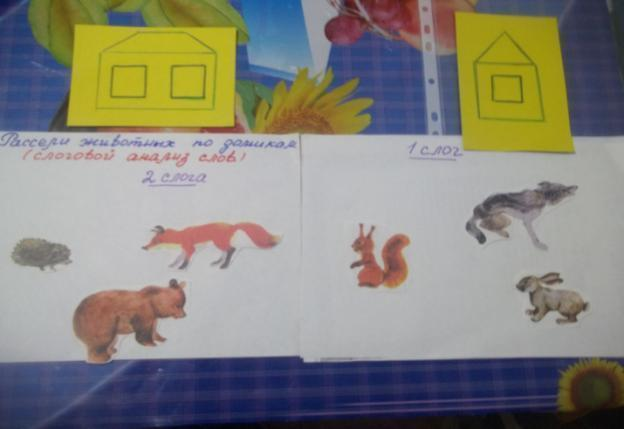 Рассели животных по домикам
(слоговой анализ слов)
2 слога
1 слог